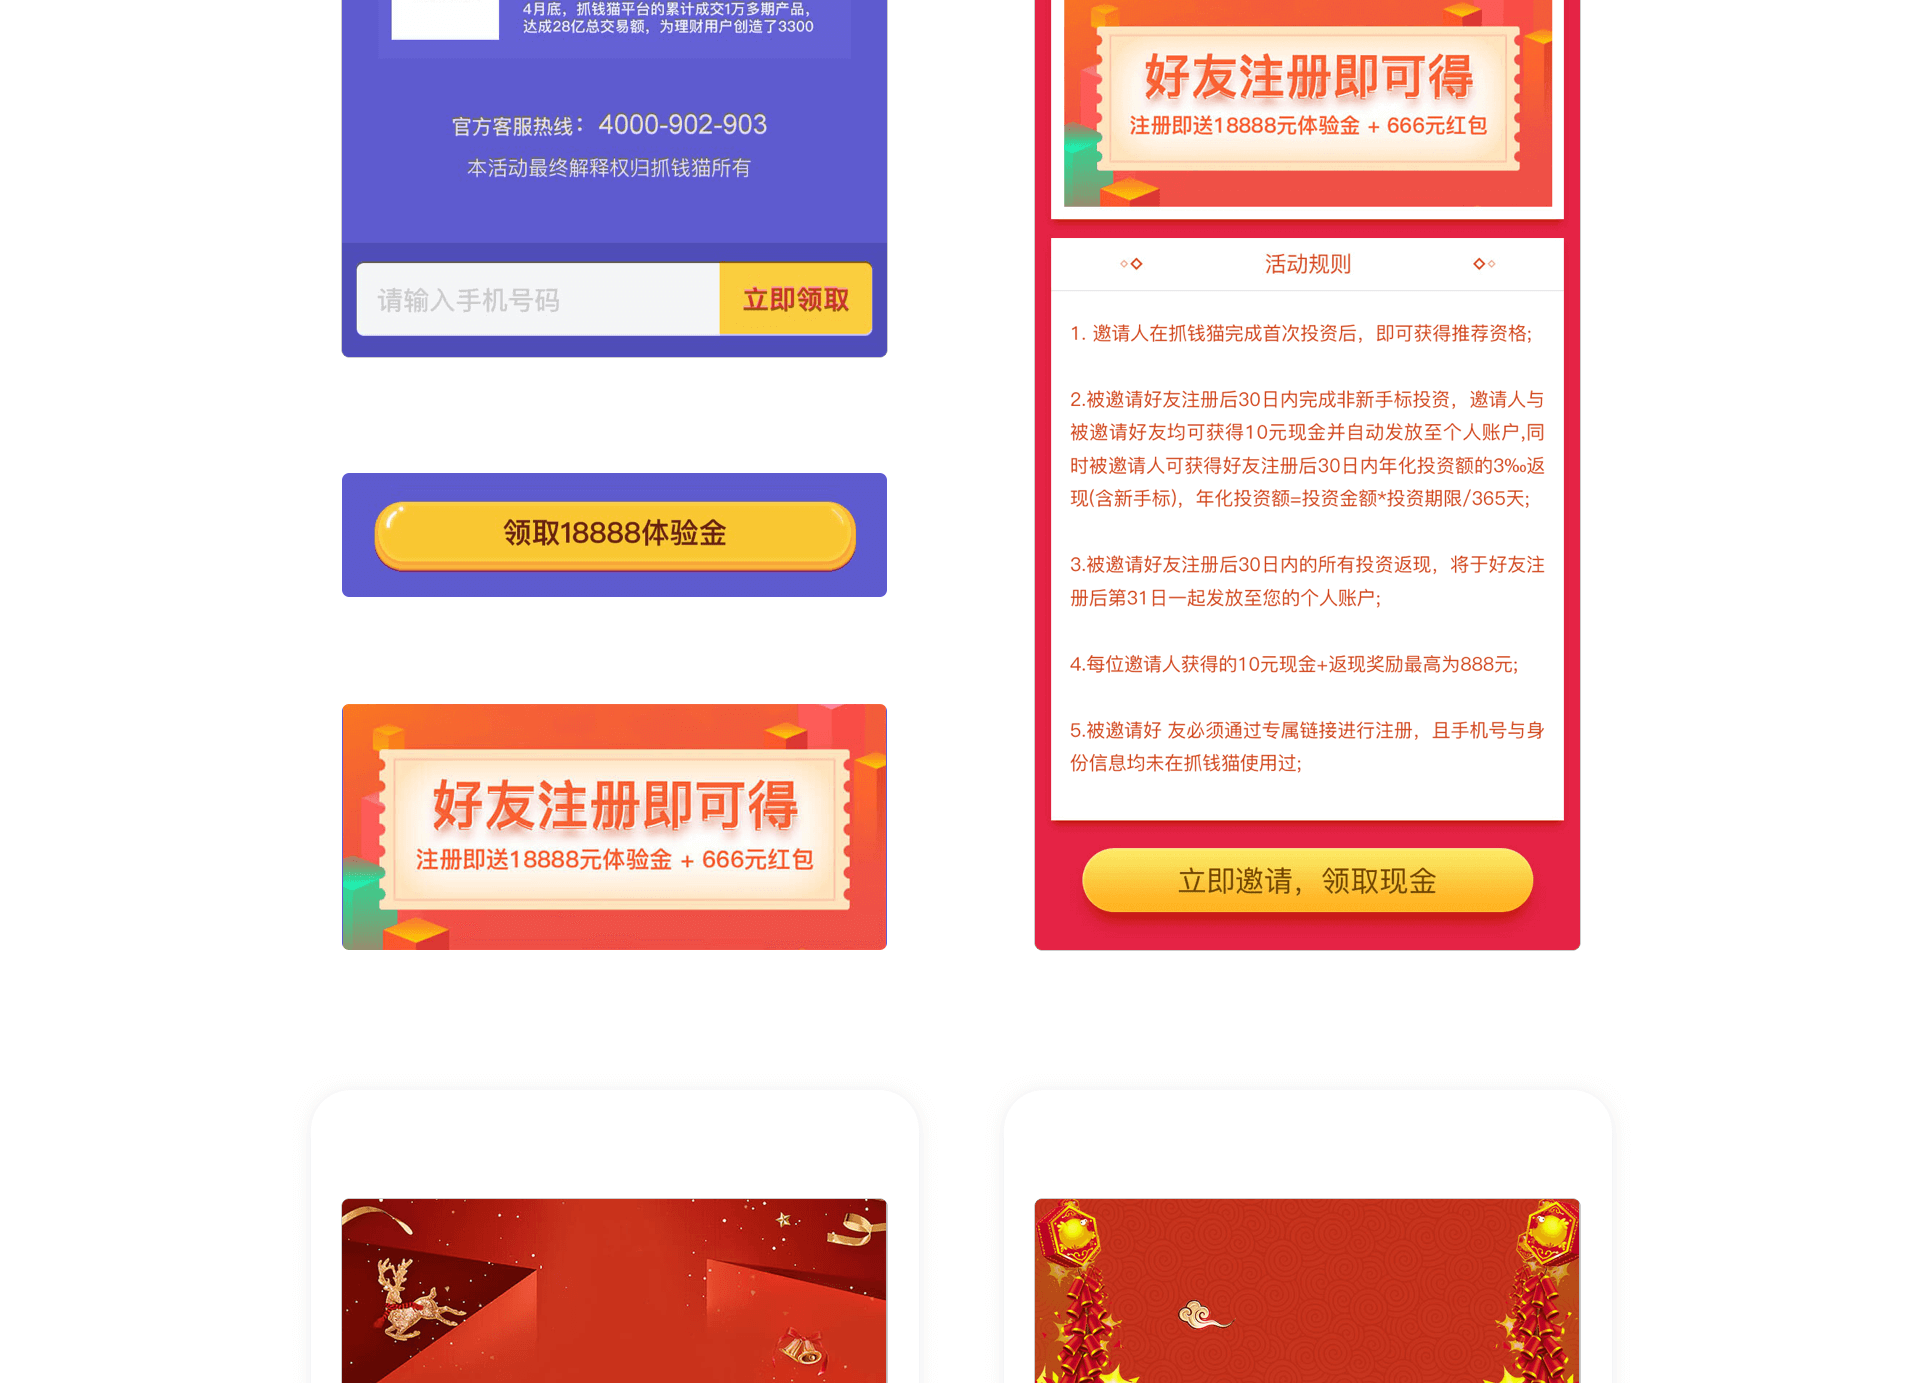 4月底，抓钱猫平台的累计成交1万多期产品，
达成28亿总交易额，为理财用户创造了3300
官方客服热线：4000-902-903
本活动最终解释权归抓钱猫所有
请输入手机号码
立即领取
领取18888体验金
好友注册即可得
注册即送18888元体验金 + 666元红包
好友注册即可得
注册即送18888元体验金 + 666元红包
活动规则
1. 邀请人在抓钱猫完成首次投资后，即可获得推荐资格;
2.被邀请好友注册后30日内完成非新手标投资，邀请人与
被邀请好友均可获得10元现金并自动发放至个人账户,同
时被邀请人可获得好友注册后30日内年化投资额的3‰返
现(含新手标)，年化投资额=投资金额*投资期限/365天;
3.被邀请好友注册后30日内的所有投资返现，将于好友注
册后第31日一起发放至您的个人账户;
4.每位邀请人获得的10元现金+返现奖励最高为888元;
5.被邀请好 友必须通过专属链接进行注册，且手机号与身
份信息均未在抓钱猫使用过;
立即邀请，领取现金